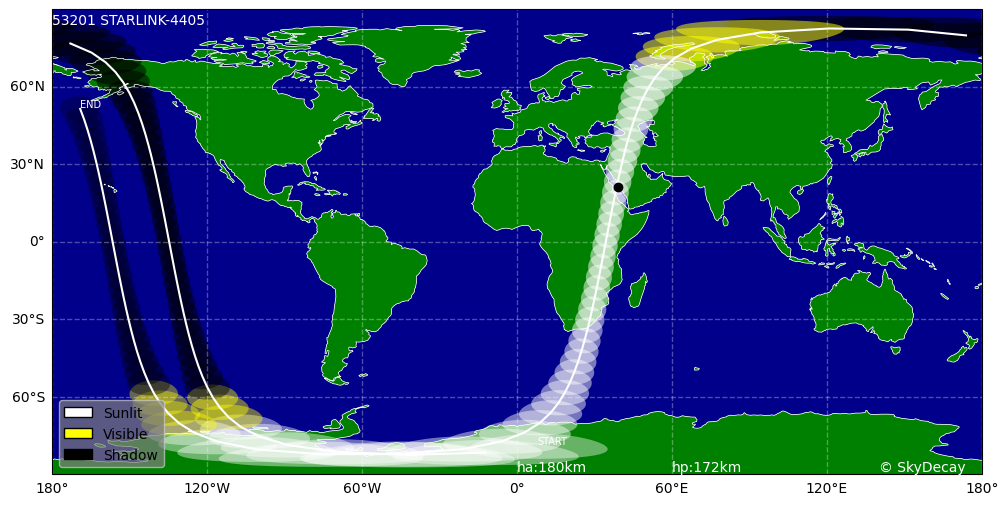 53201 STARLINK-4405
60°N
END
30°N
0°
30°S
60°S
Sunlit
Visible
Shadow
START
ha:180km
hp:172km
© SkyDecay
180°
120°W
60°W
0°
60°E
120°E
180°